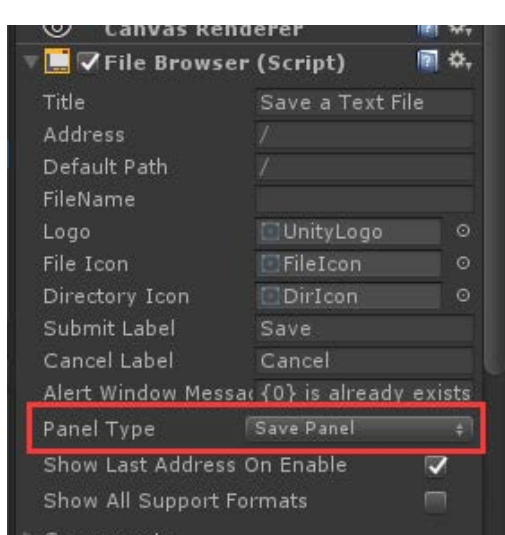 Canvas Renderer
File Browser (Script)
Title Save a Text File
Address /
Default Path /
FileName
Logo UnityLogo
File Icon FileIcon
Directory Icon DirIcon
Submit Label Save
Cancel Label Cancel
Alert Window Messag {0} is already exists
Panel Type Save Panel
Show Last Address On Enable
Show All Support Formats